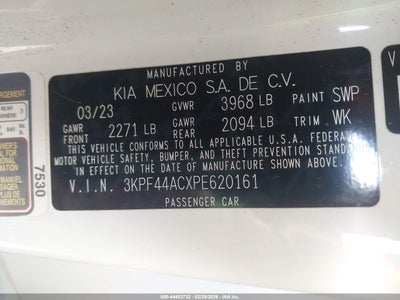 MANUFACTURED BY
KIA MEXICO S.A. DE C.V.
03/23 GVWR 3968 LB PAINT SWP
GAWR FRONT 2271 LB GAWR REAR 2094 LB TRIM WK
THIS VEHICLE CONFORMS TO ALL APPLICABLE U.S.A. FEDERAL
MOTOR VEHICLE SAFETY, BUMPER, AND THEFT PREVENTION STANDARDS
IN EFFECT ON THE DATE OF MANUFACTURE SHOWN ABOVE.
V.I.N. 3KPF44ACXPE620161
PASSENGER CAR
7530
REAR